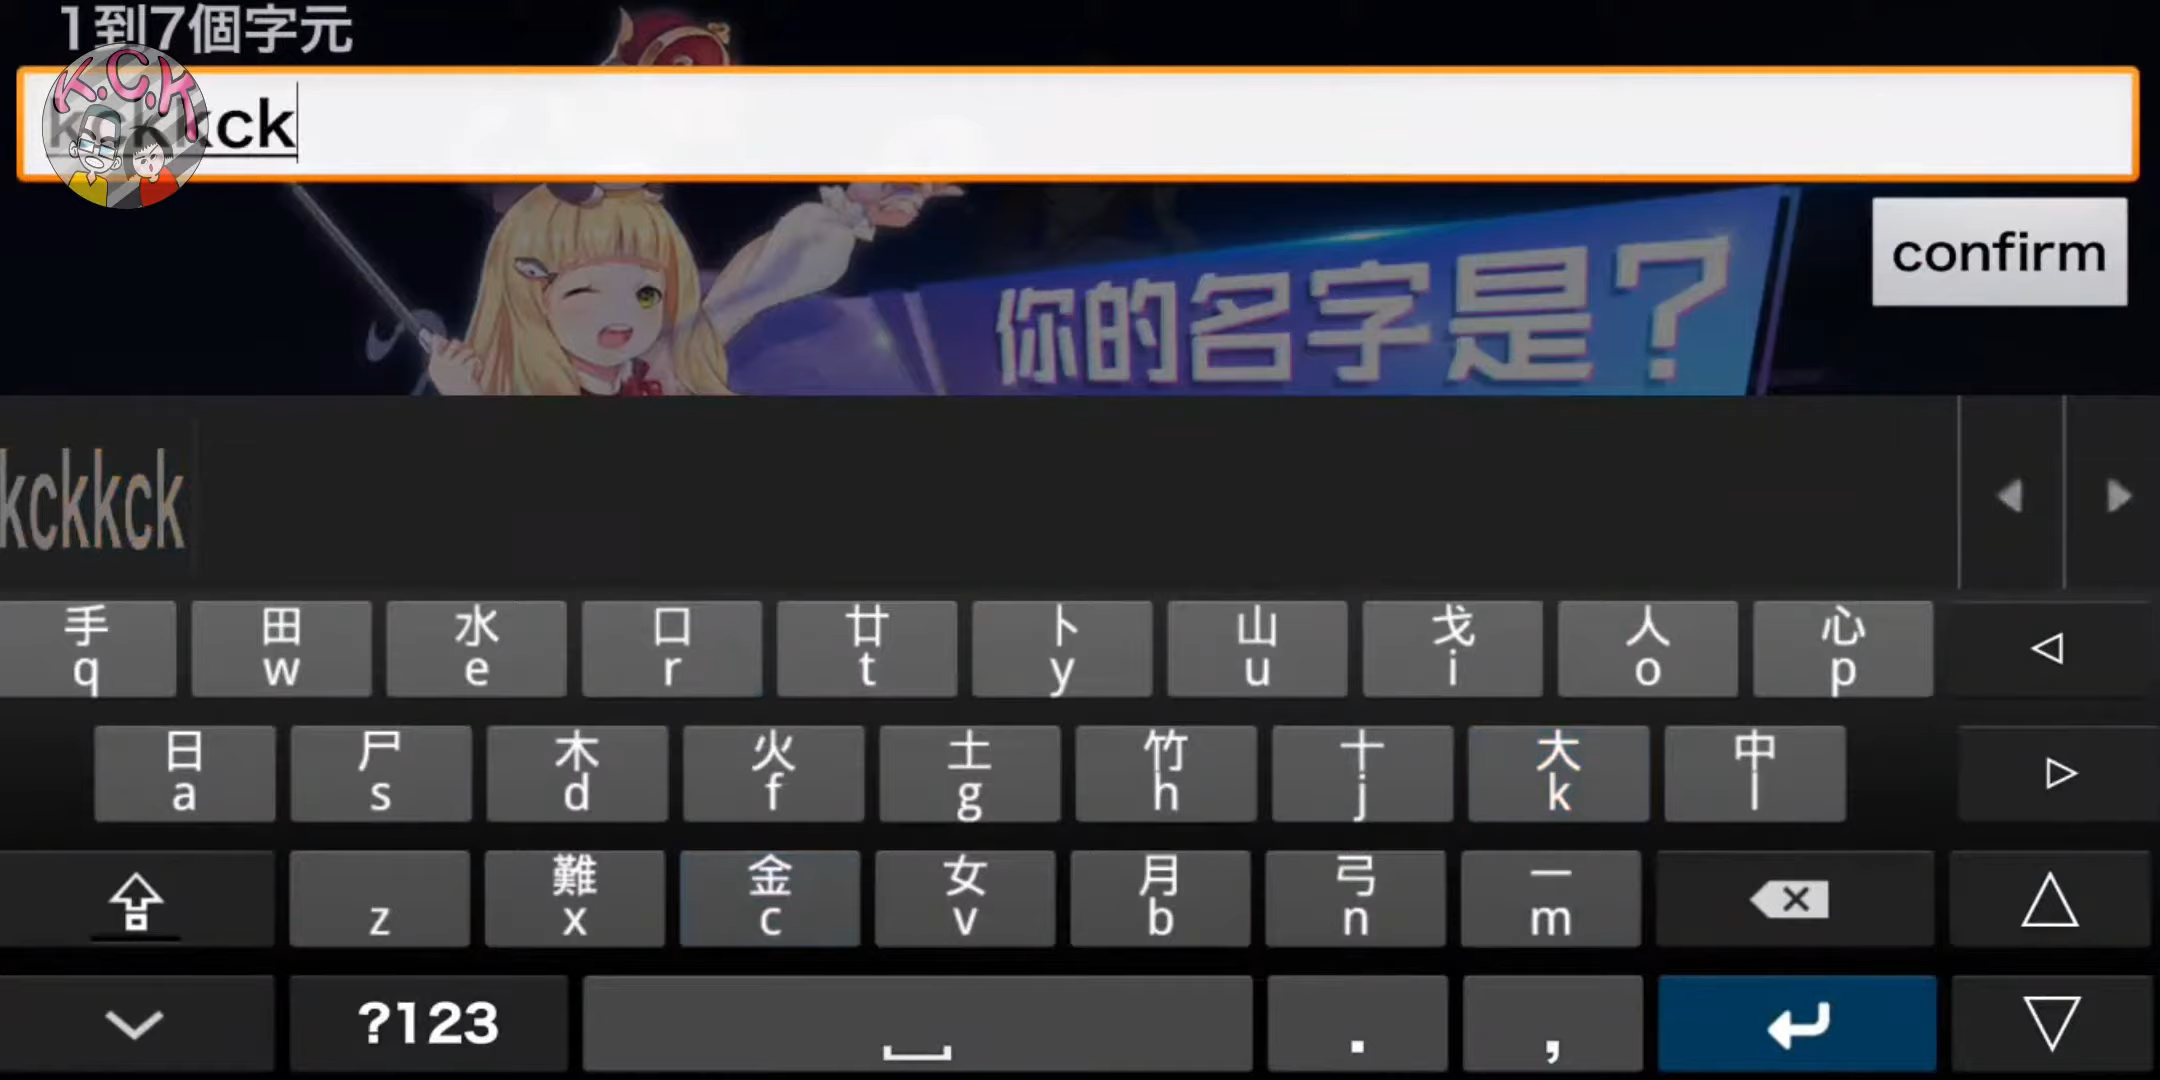 1到7個字元
K.C.K
kckkck
confirm
你的名字是?
kckkck
手 田 水 口 廿 卜 山 戈 人 心
q w e r t y u i o p
日 尸 木 火 土 竹 十 大 中
a s d f g h j k l
難 金 女 月 弓 一
z x c v b n m
?123 . ,